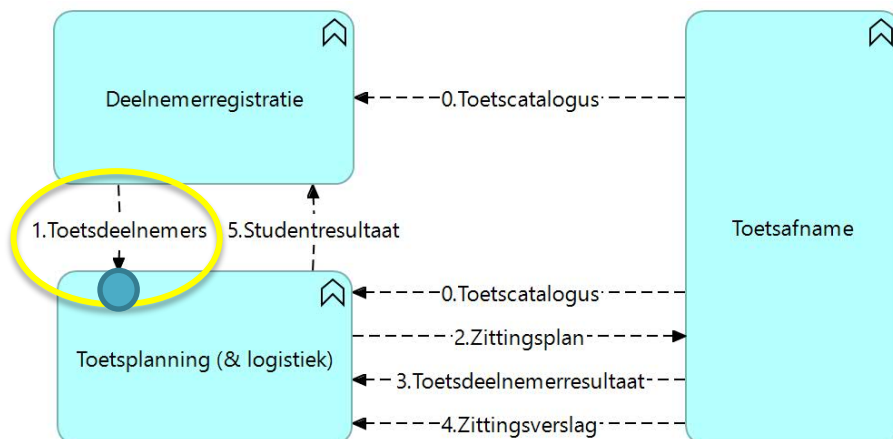 Deelnemerregistratie
0.Toetscatalogus
1.Toetsdeelnemers
5.Studentresultaat
Toetsafname
0.Toetscatalogus
2.Zittingsplan
Toetsplanning (& logistiek)
3.Toetsdeelnemerresultaat
4.Zittingsverslag